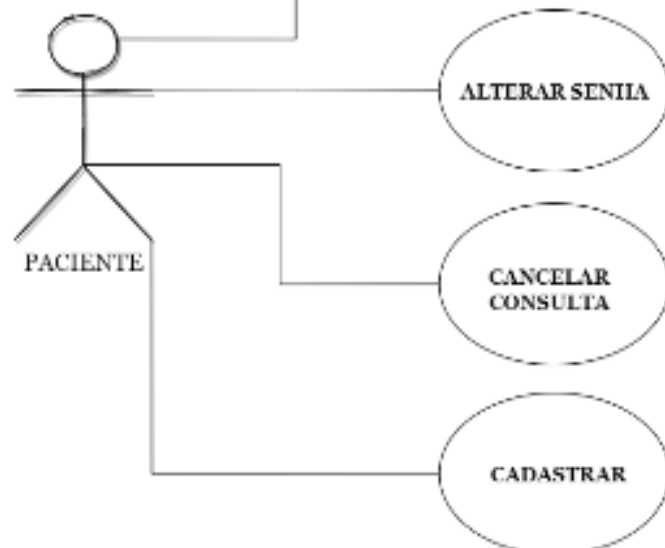 ALTERAR SENHA
PACIENTE
CANCELAR
CONSULTA
CADASTRAR